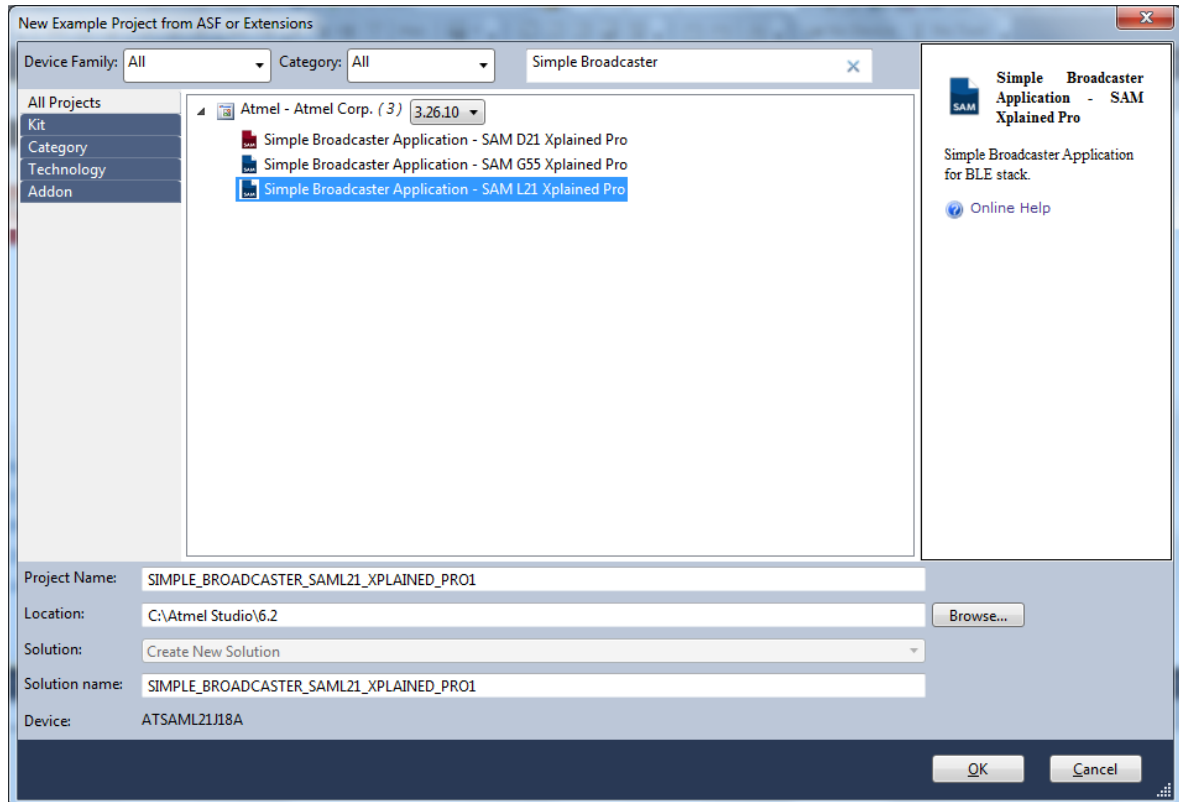 New Example Project from ASF or Extensions
Device Family: All Category: All Simple Broadcaster
All Projects
Kit
Category
Technology
Addon
Atmel - Atmel Corp. (3) 3.26.10
Simple Broadcaster Application - SAM D21 Xplained Pro
Simple Broadcaster Application - SAM G55 Xplained Pro
Simple Broadcaster Application - SAM L21 Xplained Pro
SAM
Simple Broadcaster
Application - SAM
Xplained Pro
Simple Broadcaster Application
for BLE stack.
Online Help
Project Name: SIMPLE_BROADCASTER_SAML21_XPLAINED_PRO1
Location: C:\Atmel Studio\6.2 Browse...
Solution: Create New Solution
Solution name: SIMPLE_BROADCASTER_SAML21_XPLAINED_PRO1
Device: ATSAML21J18A
OK Cancel